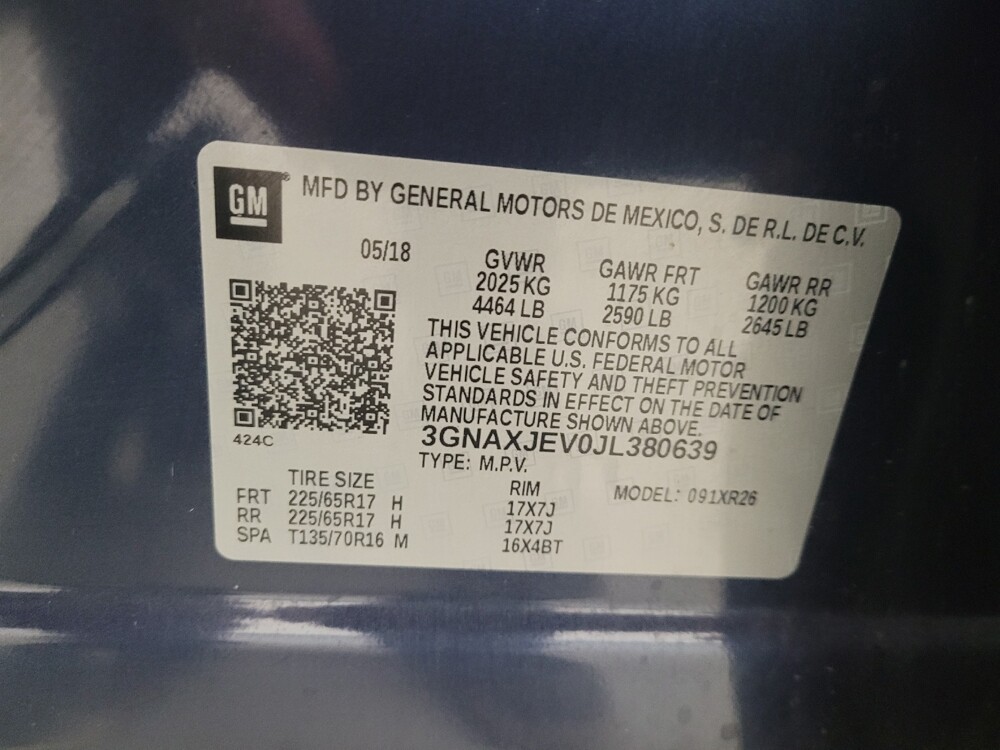 GM® MFD BY GENERAL MOTORS DE MEXICO, S. DE R.L. DE C.V.
05/18 GVWR GAWR FRT GAWR RR
2025 KG 1175 KG 1200 KG
4464 LB 2590 LB 2645 LB
THIS VEHICLE CONFORMS TO ALL
APPLICABLE U.S. FEDERAL MOTOR
VEHICLE SAFETY AND THEFT PREVENTION
STANDARDS IN EFFECT ON THE DATE OF
MANUFACTURE SHOWN ABOVE.
424C 3GNAXJEV0JL380639
TYPE: M.P.V.
TIRE SIZE RIM MODEL: 091XR26
FRT 225/65R17 H 17X7J
RR 225/65R17 H 17X7J
SPA T135/70R16 M 16X4BT